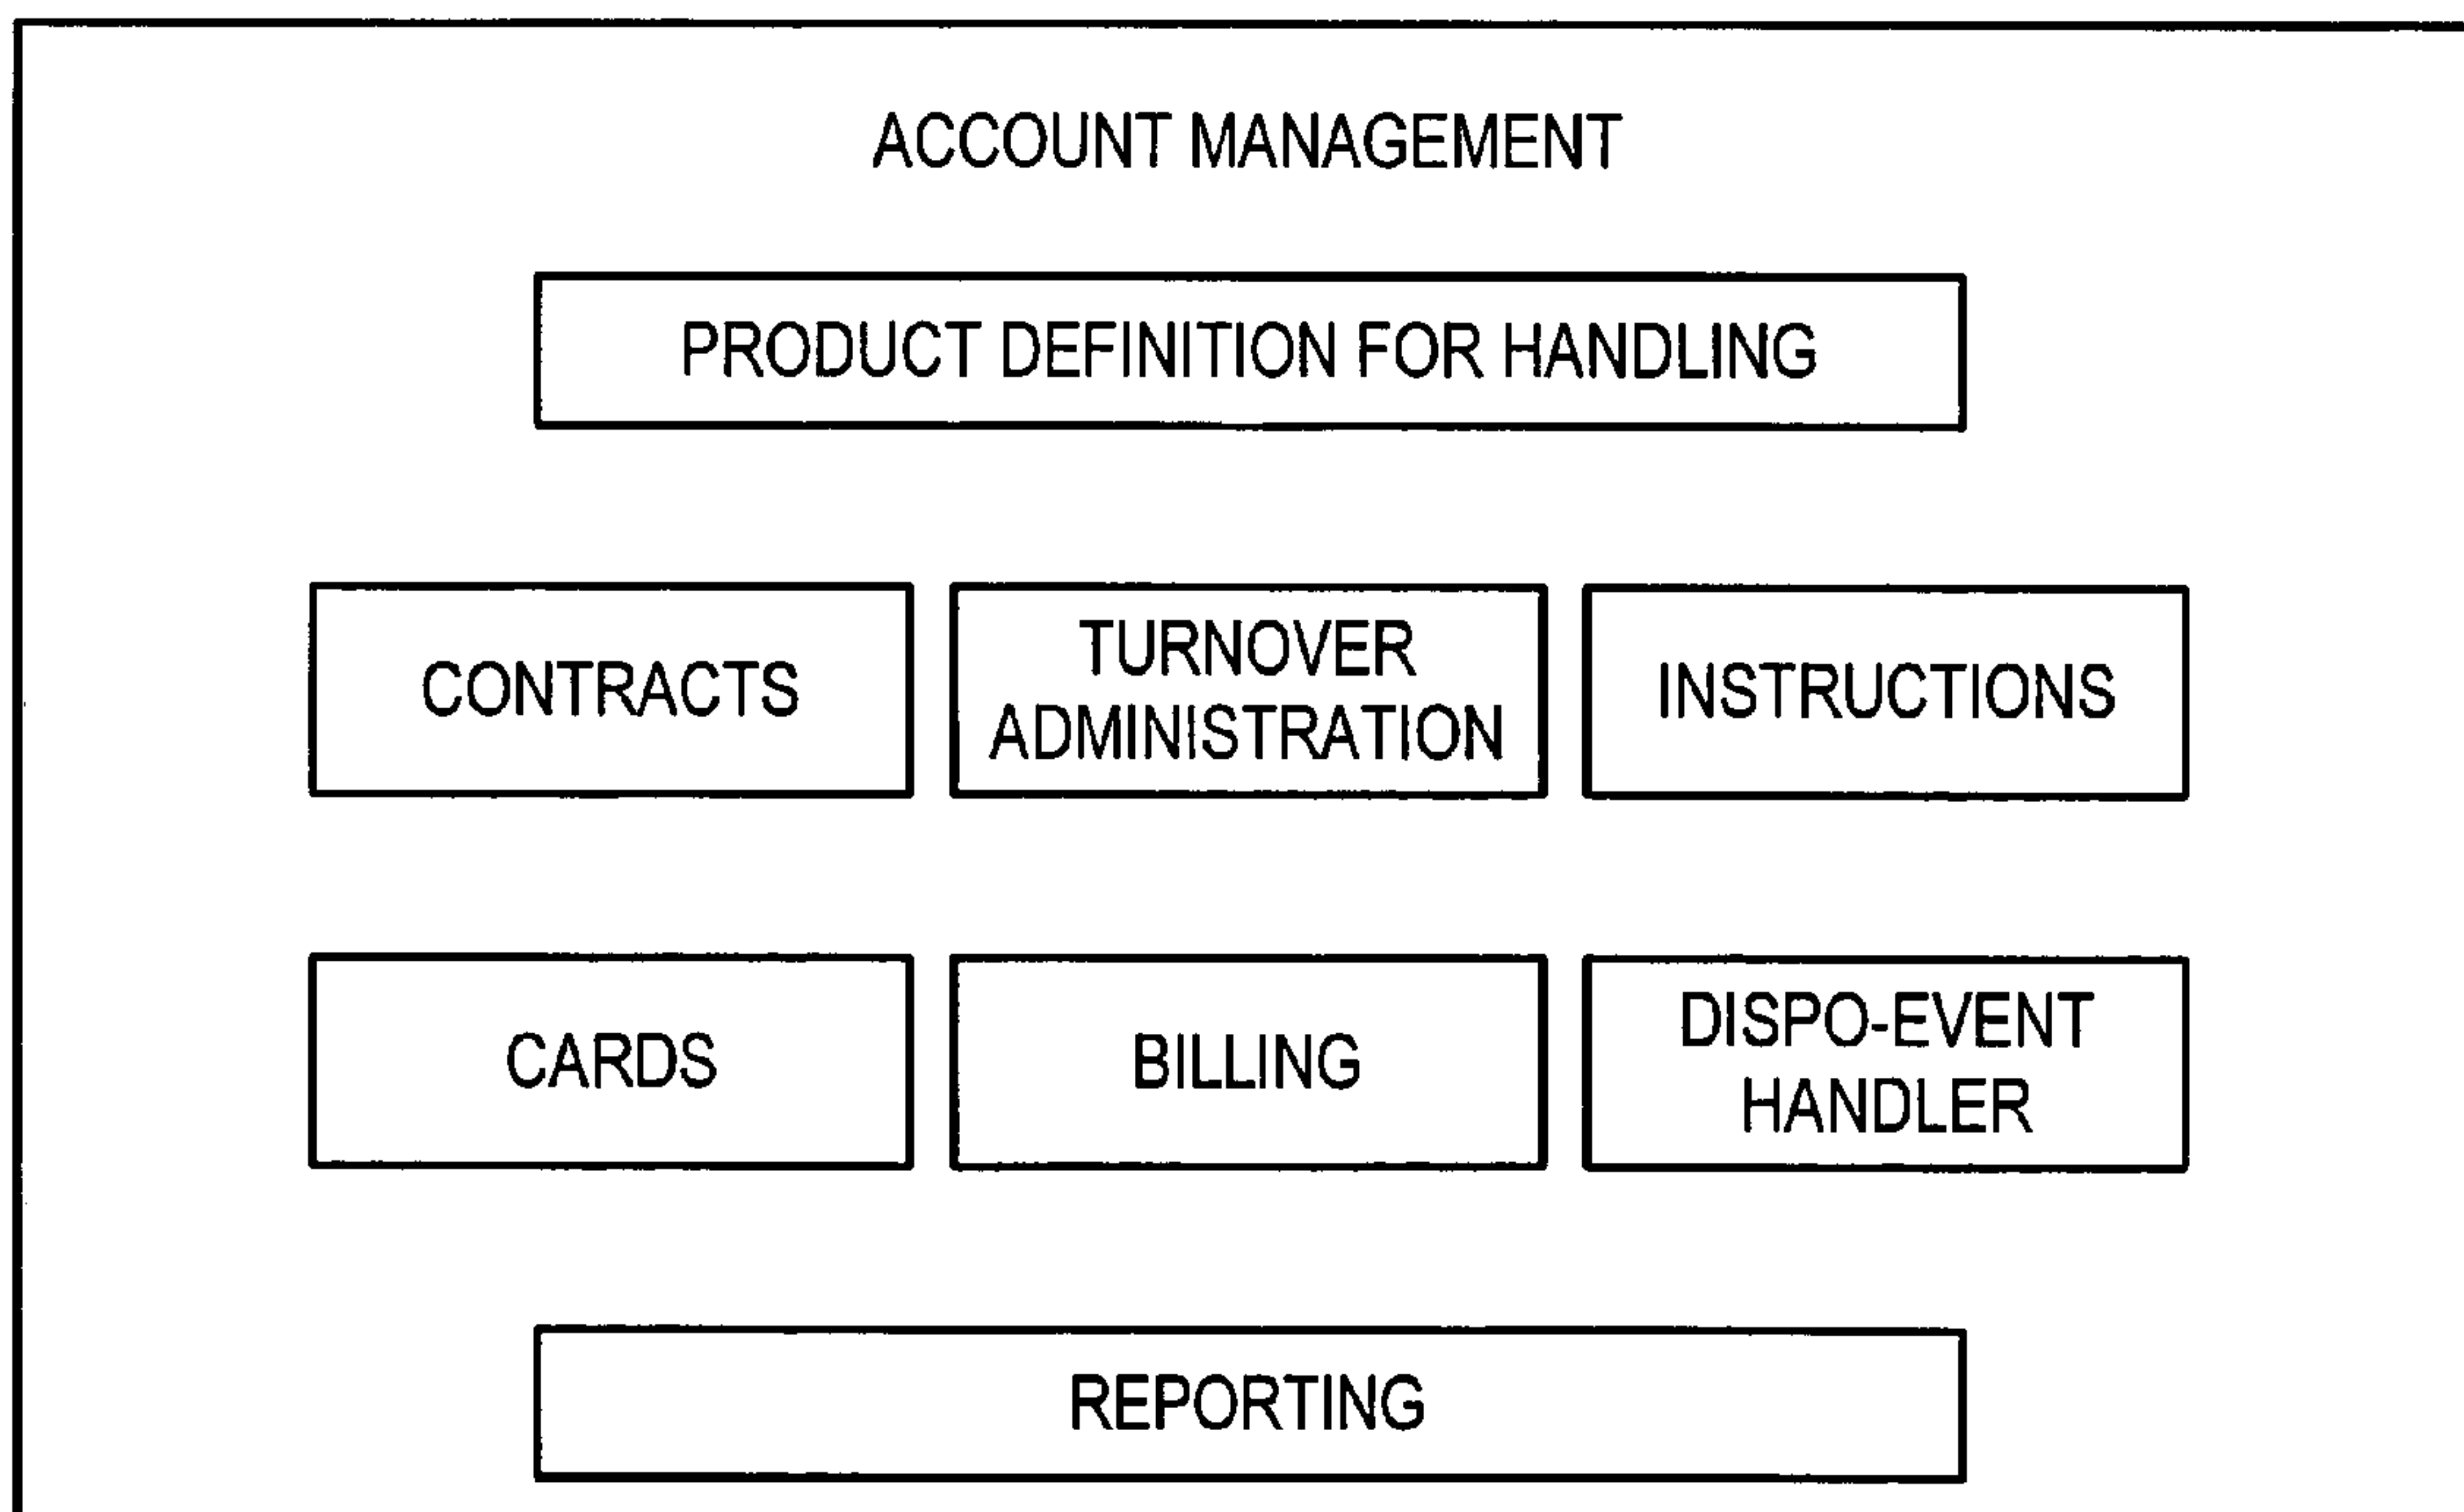 ACCOUNT MANAGEMENT
PRODUCT DEFINITION FOR HANDLING
CONTRACTS
TURNOVER
ADMINISTRATION
INSTRUCTIONS
CARDS
BILLING
DISPO-EVENT
HANDLER
REPORTING